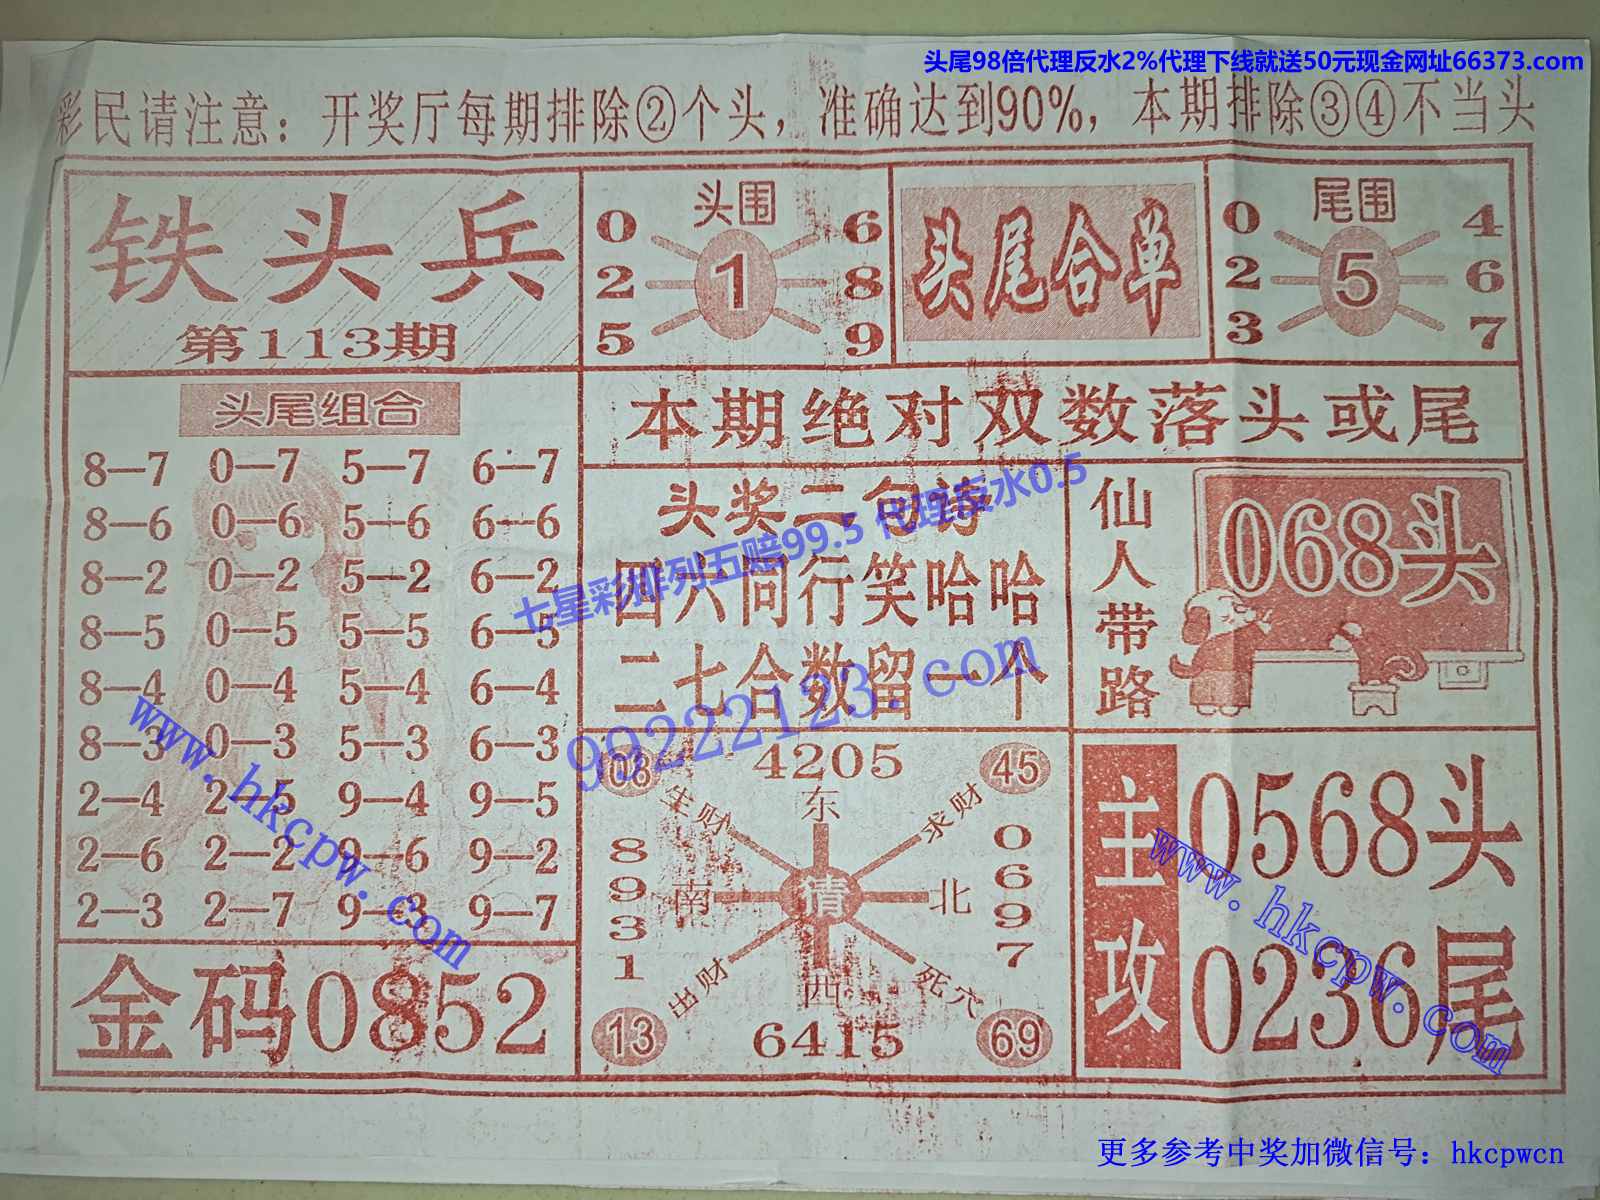 头尾98倍代理反水2%代理下线就送50元现金网址66373.com
彩民请注意：开奖厅每期排除②个头，准确达到90%，本期排除③④不当头
铁头兵
第113期
头围
0 6
2 1 8
5 9
头尾合单
尾围
0 4
2 5 6
3 7
头尾组合
8—7 0—7 5—7 6—7
8—6 0—6 5—6 6—6
8—2 0—2 5—2 6—2
8—5 0—5 5—5 6—5
8—4 0—4 5—4 6—4
8—3 0—3 5—3 6—3
2—4 2—5 9—4 9—5
2—6 2—2 9—6 9—2
2—3 2—7 9—3 9—7
金码0852
本期绝对双数落头或尾
头奖二句诗
四六同行笑哈哈
二七合数留一个
仙人带路
068头
08 4205 45
生财 东 求财
8931 南 猜 北 0697
出财 西 死穴
13 6415 69
主攻
0568头
0236尾
七星彩排列五赔99.5 代理反水0.5
99222123.com
www.hkcpw.com
www.hkcpw.com
更多参考中奖加微信号：hkcpwcn